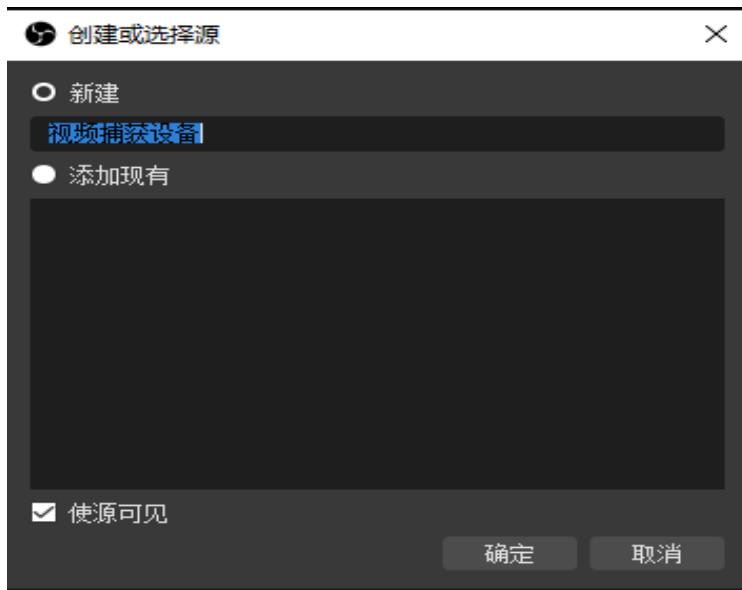 创建或选择源
新建
视频捕获设备
添加现有
使源可见
确定 取消